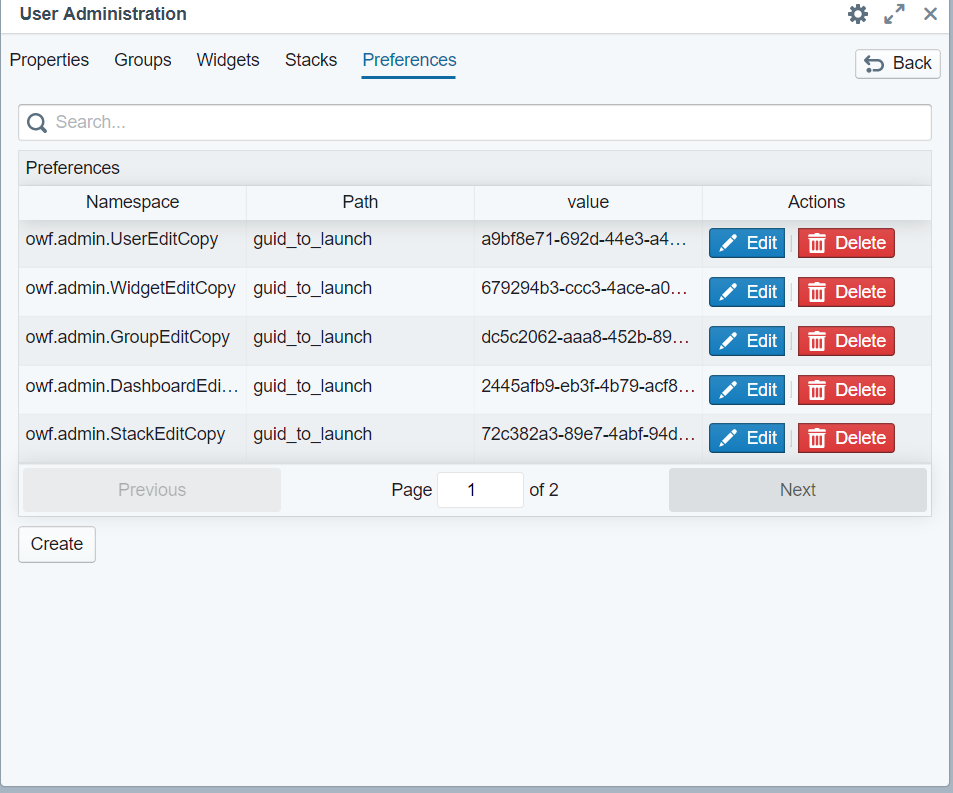 User Administration
Properties Groups Widgets Stacks Preferences Back
Search...
Preferences
Namespace Path value Actions
owf.admin.UserEditCopy guid_to_launch a9bf8e71-692d-44e3-a4... Edit Delete
owf.admin.WidgetEditCopy guid_to_launch 679294b3-ccc3-4ace-a0... Edit Delete
owf.admin.GroupEditCopy guid_to_launch dc5c2062-aaa8-452b-89... Edit Delete
owf.admin.DashboardEdi... guid_to_launch 2445afb9-eb3f-4b79-acf8... Edit Delete
owf.admin.StackEditCopy guid_to_launch 72c382a3-89e7-4abf-94d... Edit Delete
Previous Page 1 of 2 Next
Create